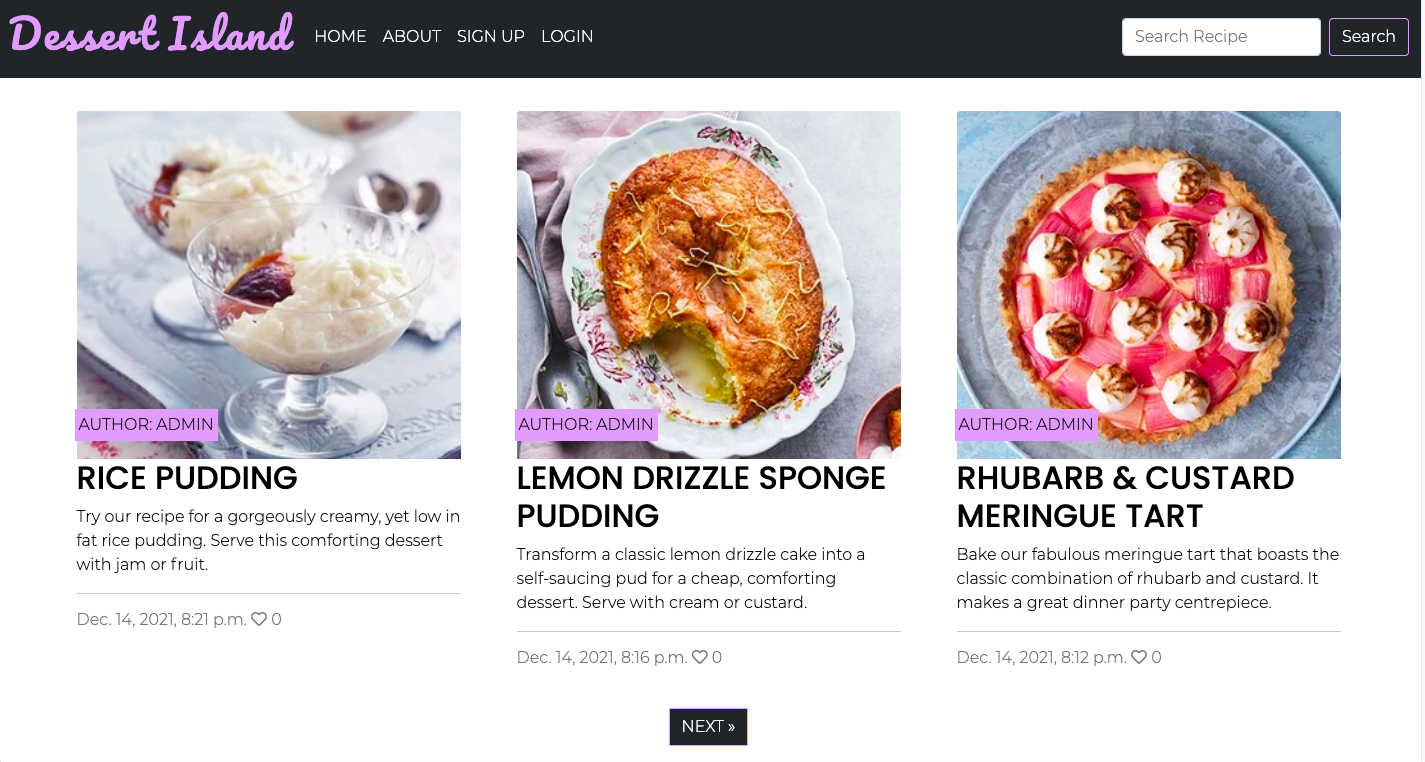 Dessert Island HOME ABOUT SIGN UP LOGIN Search Recipe Search
AUTHOR: ADMIN
RICE PUDDING
Try our recipe for a gorgeously creamy, yet low in
fat rice pudding. Serve this comforting dessert
with jam or fruit.
Dec. 14, 2021, 8:21 p.m. ♡ 0
AUTHOR: ADMIN
LEMON DRIZZLE SPONGE
PUDDING
Transform a classic lemon drizzle cake into a
self-saucing pud for a cheap, comforting
dessert. Serve with cream or custard.
Dec. 14, 2021, 8:16 p.m. ♡ 0
AUTHOR: ADMIN
RHUBARB & CUSTARD
MERINGUE TART
Bake our fabulous meringue tart that boasts the
classic combination of rhubarb and custard. It
makes a great dinner party centrepiece.
Dec. 14, 2021, 8:12 p.m. ♡ 0
NEXT »